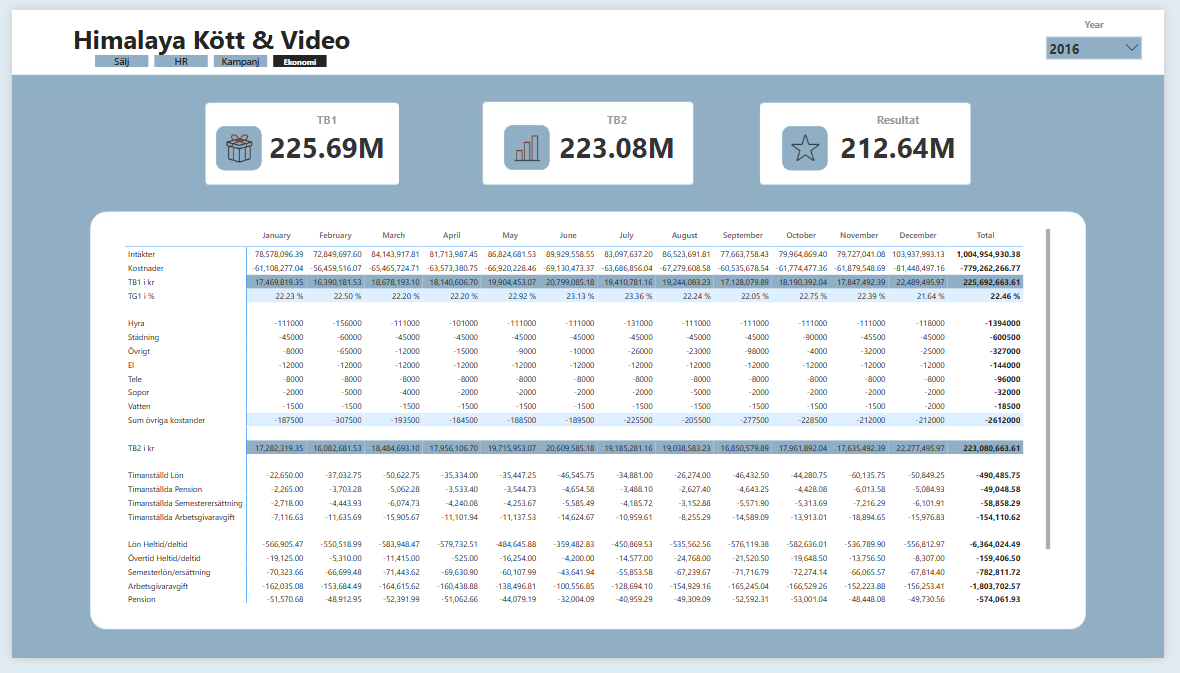 Himalaya Kött & Video
Year
2016
Sälj HR Kampanj Ekonomi
TB1
225.69M
TB2
223.08M
Resultat
212.64M
January February March April May June July August September October November December Total
Intäkter 78,578,096.39 72,849,697.60 84,143,917.81 81,713,987.45 86,824,681.53 89,929,558.55 83,097,637.20 86,523,691.81 77,663,758.43 79,964,869.40 79,727,041.08 103,937,993.13 1,004,954,930.38
Kostnader -61,108,277.04 -56,459,516.07 -65,465,724.71 -63,573,380.75 -66,920,228.46 -69,130,473.37 -63,686,856.04 -67,279,608.58 -60,535,678.54 -61,774,477.36 -61,879,548.69 -81,448,497.16 -779,262,266.77
TB1 i kr 17,469,819.35 16,390,181.53 18,678,193.10 18,140,606.70 19,904,453.07 20,799,085.18 19,410,781.16 19,244,083.23 17,128,079.89 18,190,392.04 17,847,492.39 22,489,495.97 225,692,663.61
TG1 i % 22.23 % 22.50 % 22.20 % 22.20 % 22.92 % 23.13 % 23.36 % 22.24 % 22.05 % 22.75 % 22.39 % 21.64 % 22.46 %
Hyra -111000 -156000 -111000 -101000 -111000 -111000 -131000 -111000 -111000 -111000 -111000 -118000 -1394000
Städning -45000 -60000 -45000 -45000 -45000 -45000 -45000 -45000 -45000 -90000 -45500 -45000 -600500
Övrigt -8000 -65000 -12000 -15000 -9000 -10000 -26000 -23000 -98000 -4000 -32000 -25000 -327000
El -12000 -12000 -12000 -12000 -12000 -12000 -12000 -12000 -12000 -12000 -12000 -12000 -144000
Tele -8000 -8000 -8000 -8000 -8000 -8000 -8000 -8000 -8000 -8000 -8000 -8000 -96000
Sopor -2000 -5000 -4000 -2000 -2000 -2000 -2000 -5000 -2000 -2000 -2000 -2000 -32000
Vatten -1500 -1500 -1500 -1500 -1500 -1500 -1500 -1500 -1500 -1500 -1500 -2000 -18500
Sum övriga kostander -187500 -307500 -193500 -184500 -188500 -189500 -225500 -205500 -277500 -228500 -212000 -212000 -2612000
TB2 i kr 17,282,319.35 16,082,681.53 18,484,693.10 17,956,106.70 19,715,953.07 20,609,585.18 19,185,281.16 19,038,583.23 16,850,579.89 17,961,892.04 17,635,492.39 22,277,495.97 223,080,663.61
Timanställd Lön -22,650.00 -37,032.75 -50,622.75 -35,334.00 -35,447.25 -46,545.75 -34,881.00 -26,274.00 -46,432.50 -44,280.75 -60,135.75 -50,849.25 -490,485.75
Timanställda Pension -2,265.00 -3,703.28 -5,062.28 -3,533.40 -3,544.73 -4,654.58 -3,488.10 -2,627.40 -4,643.25 -4,428.08 -6,013.58 -5,084.93 -49,048.58
Timanställda Semesterersättning -2,718.00 -4,443.93 -6,074.73 -4,240.08 -4,253.67 -5,585.49 -4,185.72 -3,152.88 -5,571.90 -5,313.69 -7,216.29 -6,101.91 -58,858.29
Timanställda Arbetsgivaravgift -7,116.63 -11,635.69 -15,905.67 -11,101.94 -11,137.53 -14,624.67 -10,959.61 -8,255.29 -14,589.09 -13,913.01 -18,894.65 -15,976.83 -154,110.62
Lön Heltid/deltid -566,905.47 -550,518.99 -583,948.47 -579,732.51 -484,645.88 -359,482.83 -450,869.53 -535,562.56 -576,119.38 -582,636.01 -536,789.90 -556,812.97 -6,364,024.49
Övertid Heltid/deltid -19,125.00 -5,310.00 -11,415.00 -525.00 -16,254.00 -4,200.00 -14,577.00 -24,768.00 -21,520.50 -19,648.50 -13,756.50 -8,307.00 -159,406.50
Semesterlön/ersättning -70,323.66 -66,699.48 -71,443.62 -69,630.90 -60,107.99 -43,641.94 -55,853.58 -67,239.67 -71,716.79 -72,274.14 -66,065.57 -67,814.40 -782,811.72
Arbetsgivaravgift -162,035.08 -153,684.49 -164,615.62 -160,438.88 -138,496.81 -100,556.85 -128,694.10 -154,929.16 -165,245.04 -166,529.26 -152,223.88 -156,253.41 -1,803,702.57
Pension -51,570.68 -48,912.95 -52,391.99 -51,062.66 -44,079.19 -32,004.09 -40,959.29 -49,309.09 -52,592.31 -53,001.04 -48,448.08 -49,730.56 -574,061.93